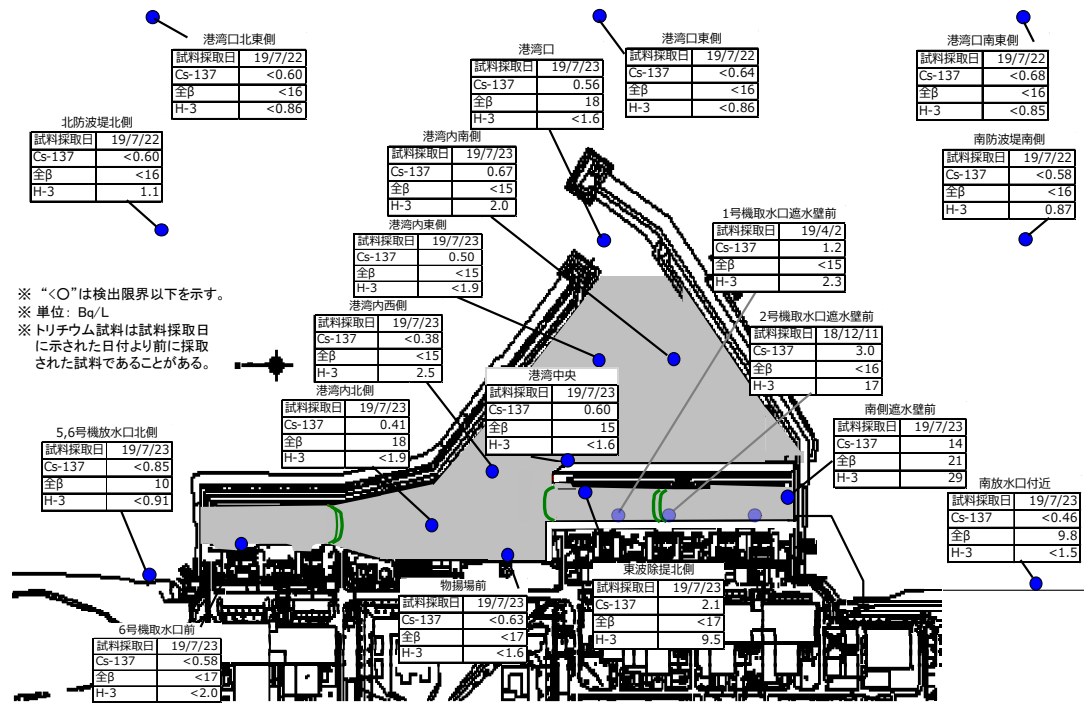 港湾口北東側
試料採取日 19/7/22
Cs-137 <0.60
全β <16
H-3 <0.86
港湾口
試料採取日 19/7/23
Cs-137 0.56
全β 18
H-3 <1.6
港湾口東側
試料採取日 19/7/22
Cs-137 <0.64
全β <16
H-3 <0.86
港湾口南東側
試料採取日 19/7/22
Cs-137 <0.68
全β <16
H-3 <0.85
北防波堤北側
試料採取日 19/7/22
Cs-137 <0.60
全β <16
H-3 1.1
港湾内南側
試料採取日 19/7/23
Cs-137 0.67
全β <15
H-3 2.0
南防波堤南側
試料採取日 19/7/22
Cs-137 <0.58
全β <16
H-3 0.87
港湾内東側
試料採取日 19/7/23
Cs-137 0.50
全β <15
H-3 <1.9
1号機取水口遮水壁前
試料採取日 19/4/2
Cs-137 1.2
全β <15
H-3 2.3
※ “<〇”は検出限界以下を示す。
※ 単位: Bq/L
※ トリチウム試料は試料採取日
に示された日付より前に採取
された試料であることがある。
港湾内西側
試料採取日 19/7/23
Cs-137 <0.38
全β <15
H-3 2.5
2号機取水口遮水壁前
試料採取日 18/12/11
Cs-137 3.0
全β <16
H-3 17
港湾中央
試料採取日 19/7/23
Cs-137 0.60
全β 15
H-3 <1.6
港湾内北側
試料採取日 19/7/23
Cs-137 0.41
全β 18
H-3 <1.9
南側遮水壁前
試料採取日 19/7/23
Cs-137 14
全β 21
H-3 29
5,6号機放水口北側
試料採取日 19/7/23
Cs-137 <0.85
全β 10
H-3 <0.91
南放水口付近
試料採取日 19/7/23
Cs-137 <0.46
全β 9.8
H-3 <1.5
東波除堤北側
試料採取日 19/7/23
Cs-137 2.1
全β <17
H-3 9.5
物揚場前
試料採取日 19/7/23
Cs-137 <0.63
全β <17
H-3 <1.6
6号機取水口前
試料採取日 19/7/23
Cs-137 <0.58
全β <17
H-3 <2.0